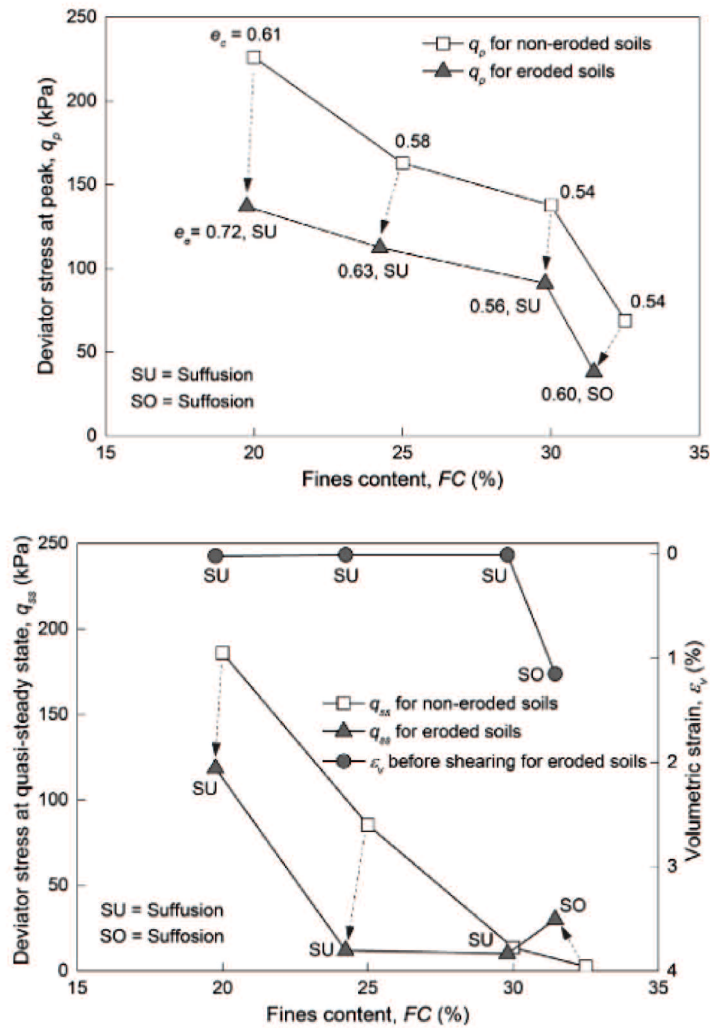 250
200
150
100
50
0
15
20
25
30
35
Deviator stress at peak, q_p (kPa)
Fines content, FC (%)
q_p for non-eroded soils
q_p for eroded soils
e_c = 0.61
0.58
0.54
0.54
e_e = 0.72, SU
0.63, SU
0.56, SU
0.60, SO
SU = Suffusion
SO = Suffosion
250
200
150
100
50
0
15
20
25
30
35
0
1
2
3
4
Deviator stress at quasi-steady state, q_ss (kPa)
Volumetric strain, ε_v (%)
Fines content, FC (%)
SU
SU
SU
SO
q_ss for non-eroded soils
q_ss for eroded soils
ε_v before shearing for eroded soils
SU
SU
SU
SO
SU = Suffusion
SO = Suffosion